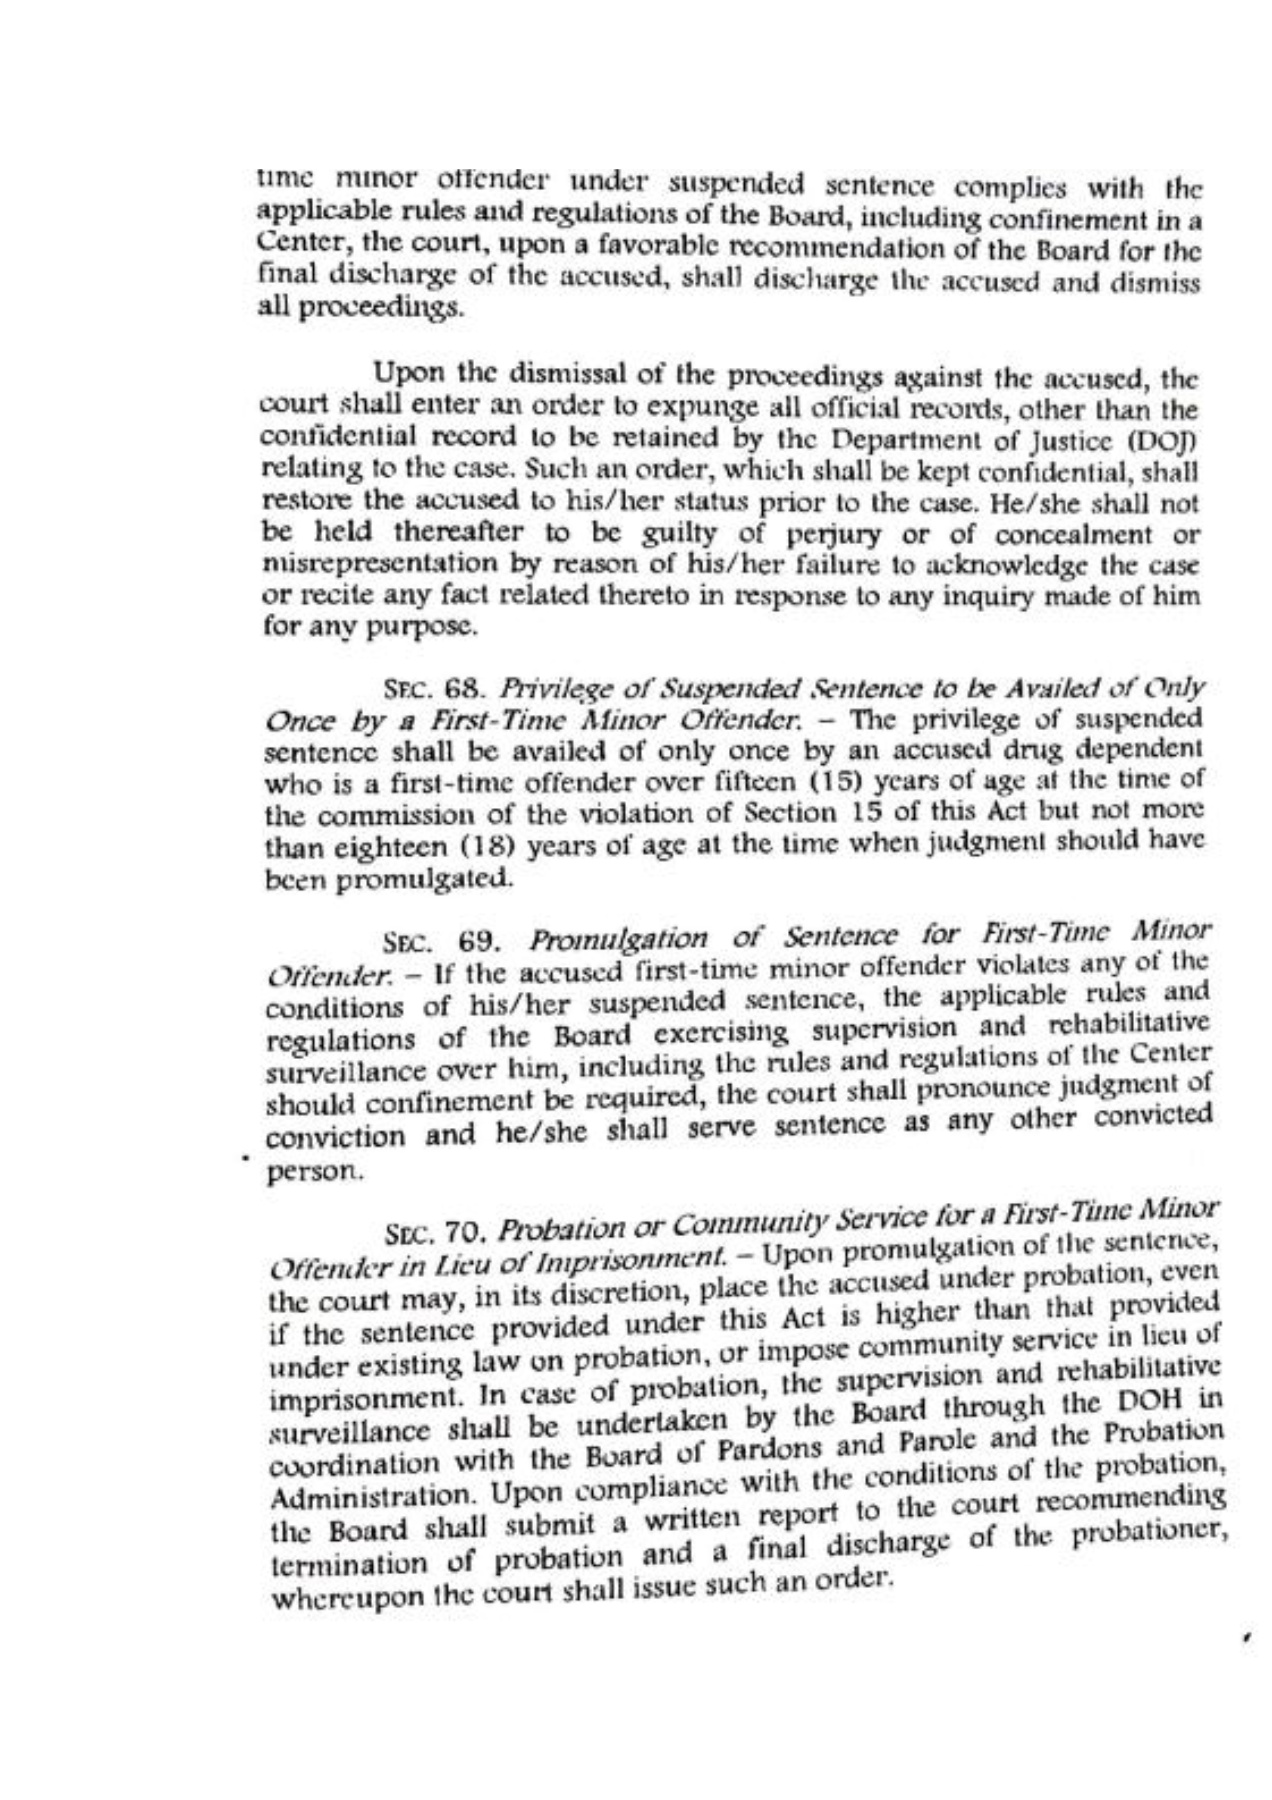 time minor offender under suspended sentence complies with the
applicable rules and regulations of the Board, including confinement in a
Center, the court, upon a favorable recommendation of the Board for the
final discharge of the accused, shall discharge the accused and dismiss
all proceedings.
Upon the dismissal of the proceedings against the accused, the
court shall enter an order to expunge all official records, other than the
confidential record to be retained by the Department of Justice (DOJ)
relating to the case. Such an order, which shall be kept confidential, shall
restore the accused to his/her status prior to the case. He/she shall not
be held thereafter to be guilty of perjury or of concealment or
misrepresentation by reason of his/her failure to acknowledge the case
or recite any fact related thereto in response to any inquiry made of him
for any purpose.
SEC. 68. Privilege of Suspended Sentence to be Availed of Only
Once by a First-Time Minor Offender. – The privilege of suspended
sentence shall be availed of only once by an accused drug dependent
who is a first-time offender over fifteen (15) years of age at the time of
the commission of the violation of Section 15 of this Act but not more
than eighteen (18) years of age at the time when judgment should have
been promulgated.
SEC. 69. Promulgation of Sentence for First-Time Minor
Offender. – If the accused first-time minor offender violates any of the
conditions of his/her suspended sentence, the applicable rules and
regulations of the Board exercising supervision and rehabilitative
surveillance over him, including the rules and regulations of the Center
should confinement be required, the court shall pronounce judgment of
conviction and he/she shall serve sentence as any other convicted
person.
SEC. 70. Probation or Community Service for a First-Time Minor
Offender in Lieu of Imprisonment. – Upon promulgation of the sentence,
the court may, in its discretion, place the accused under probation, even
if the sentence provided under this Act is higher than that provided
under existing law on probation, or impose community service in lieu of
imprisonment. In case of probation, the supervision and rehabilitative
surveillance shall be undertaken by the Board through the DOH in
coordination with the Board of Pardons and Parole and the Probation
Administration. Upon compliance with the conditions of the probation,
the Board shall submit a written report to the court recommending
termination of probation and a final discharge of the probationer,
whereupon the court shall issue such an order.